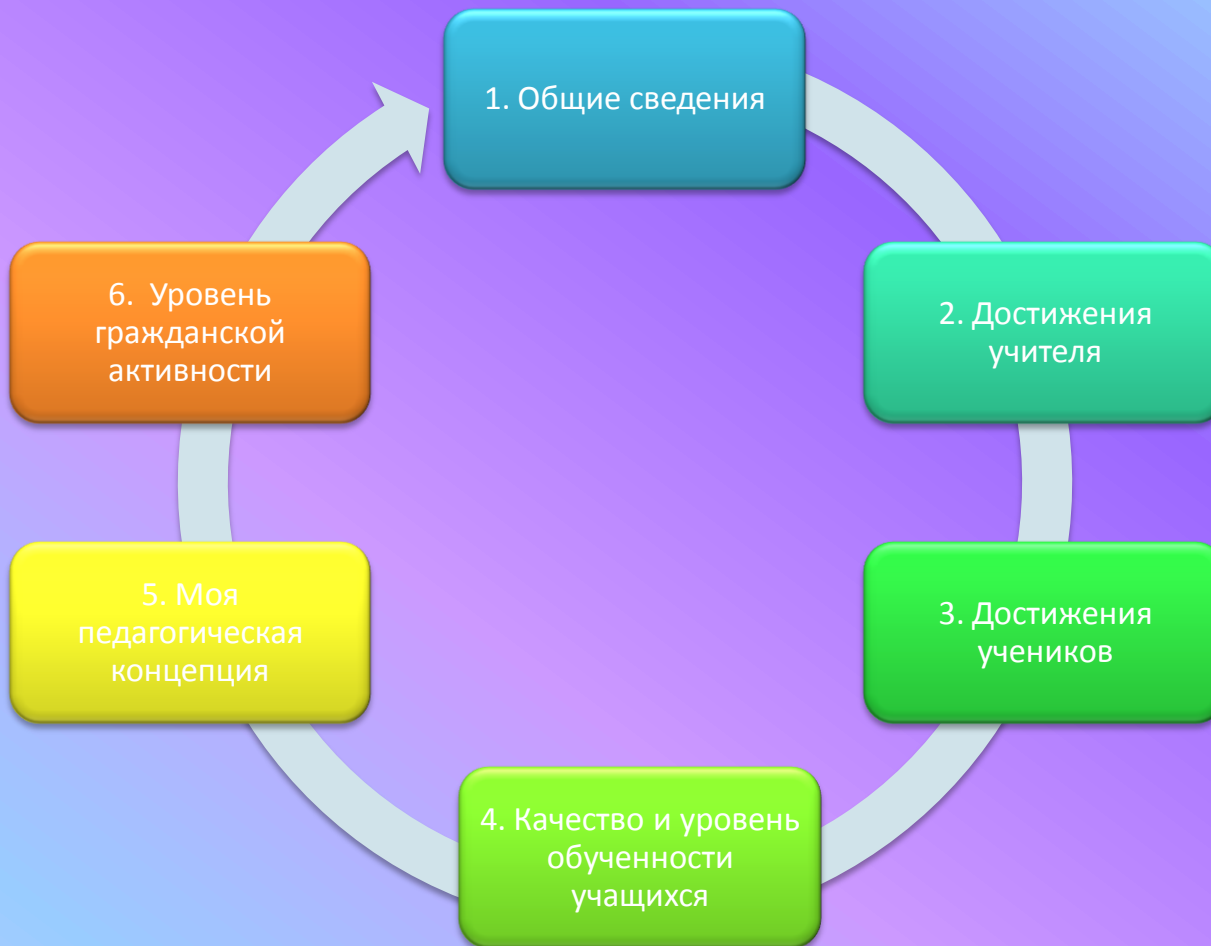 1. Общие сведения
2. Достижения
учителя
3. Достижения
учеников
4. Качество и уровень
обученности
учащихся
5. Моя
педагогическая
концепция
6. Уровень
гражданской
активности